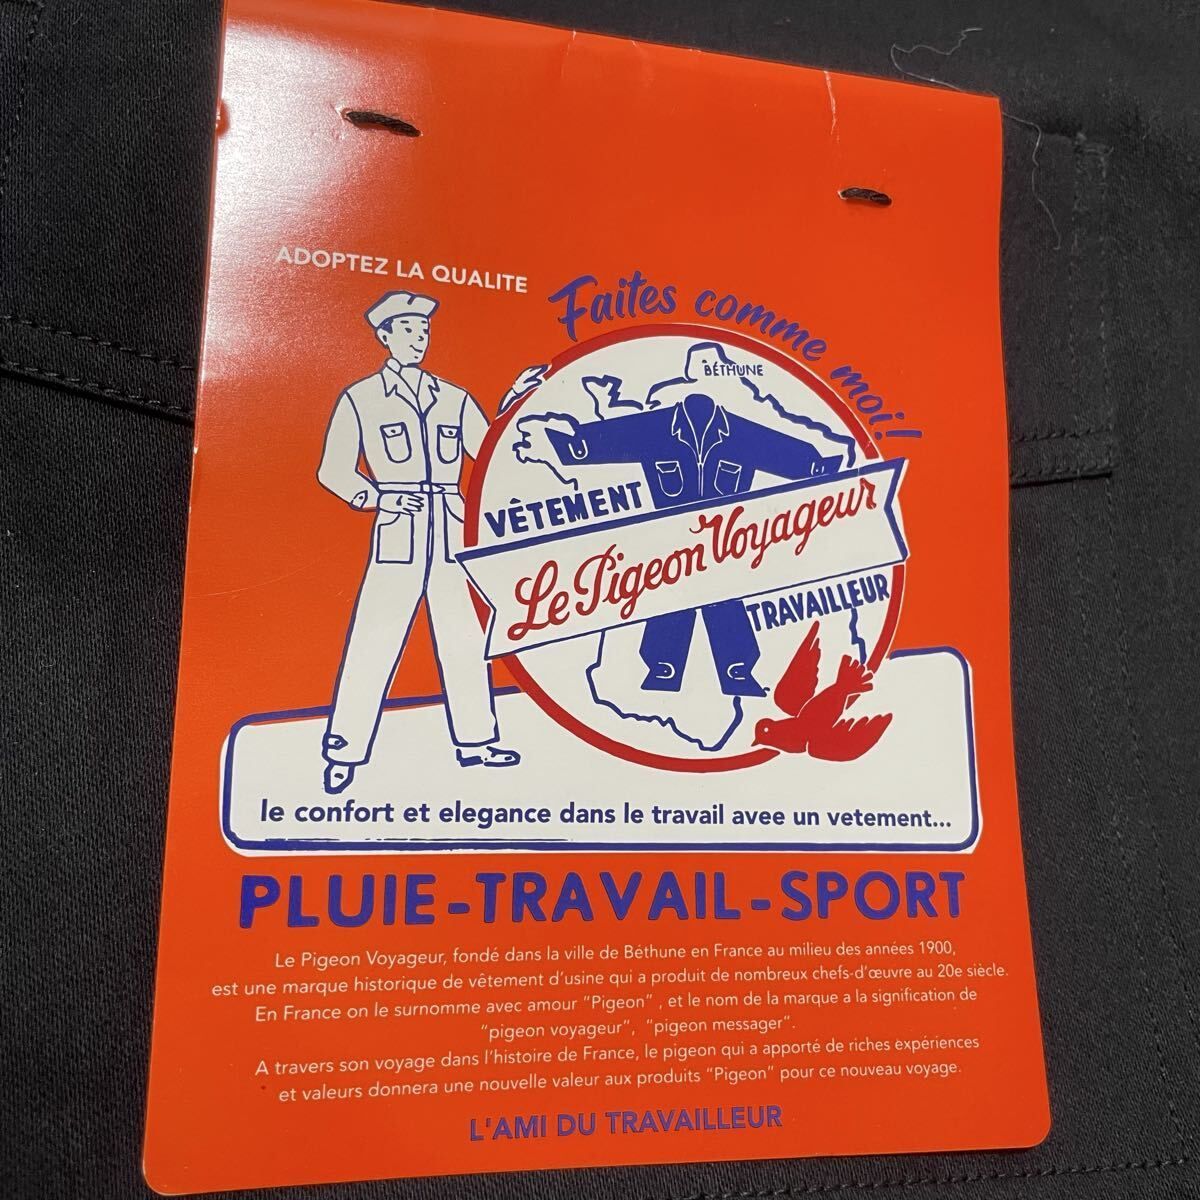 ADOPTEZ LA QUALITE
Faites comme moi!
BÉTHUNE
VÊTEMENT
Le Pigeon Voyageur
TRAVAILLEUR
le confort et elegance dans le travail avee un vetement...
PLUIE-TRAVAIL-SPORT
Le Pigeon Voyageur, fondé dans la ville de Béthune en France au milieu des années 1900,
est une marque historique de vêtement d'usine qui a produit de nombreux chefs-d'œuvre au 20e siècle.
En France on le surnomme avec amour "Pigeon" , et le nom de la marque a la signification de
"pigeon voyageur", "pigeon messager".
A travers son voyage dans l'histoire de France, le pigeon qui a apporté de riches expériences
et valeurs donnera une nouvelle valeur aux produits "Pigeon" pour ce nouveau voyage.
L'AMI DU TRAVAILLEUR